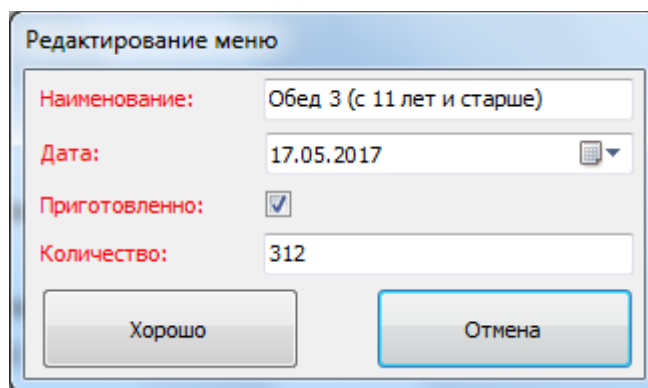 Редактирование меню
Наименование: Обед 3 (с 11 лет и старше)
Дата: 17.05.2017
Приготовленно:
Количество: 312
Хорошо Отмена